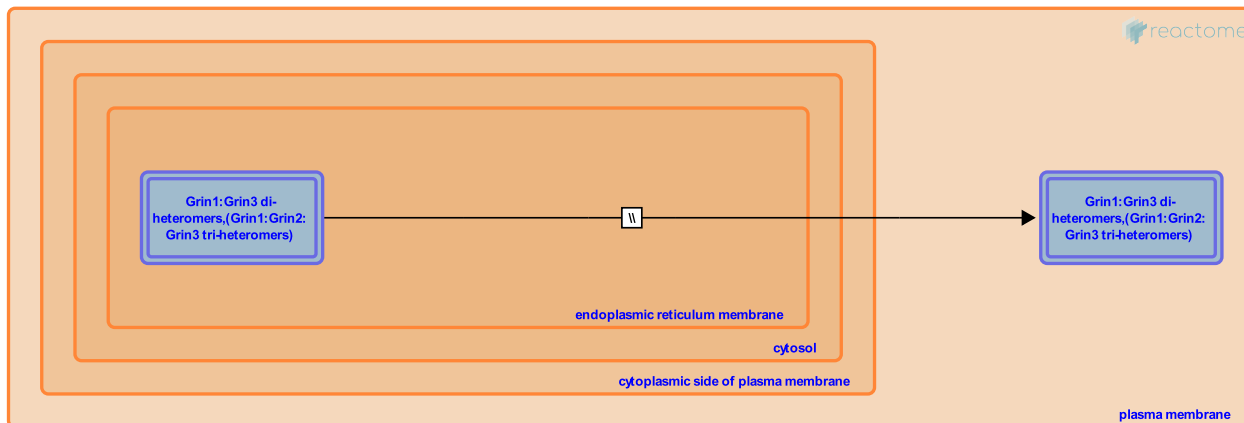 reactome
Grin1:Grin3 di-
heteromers,(Grin1:Grin2:
Grin3 tri-heteromers)
\\
Grin1:Grin3 di-
heteromers,(Grin1:Grin2:
Grin3 tri-heteromers)
endoplasmic reticulum membrane
cytosol
cytoplasmic side of plasma membrane
plasma membrane